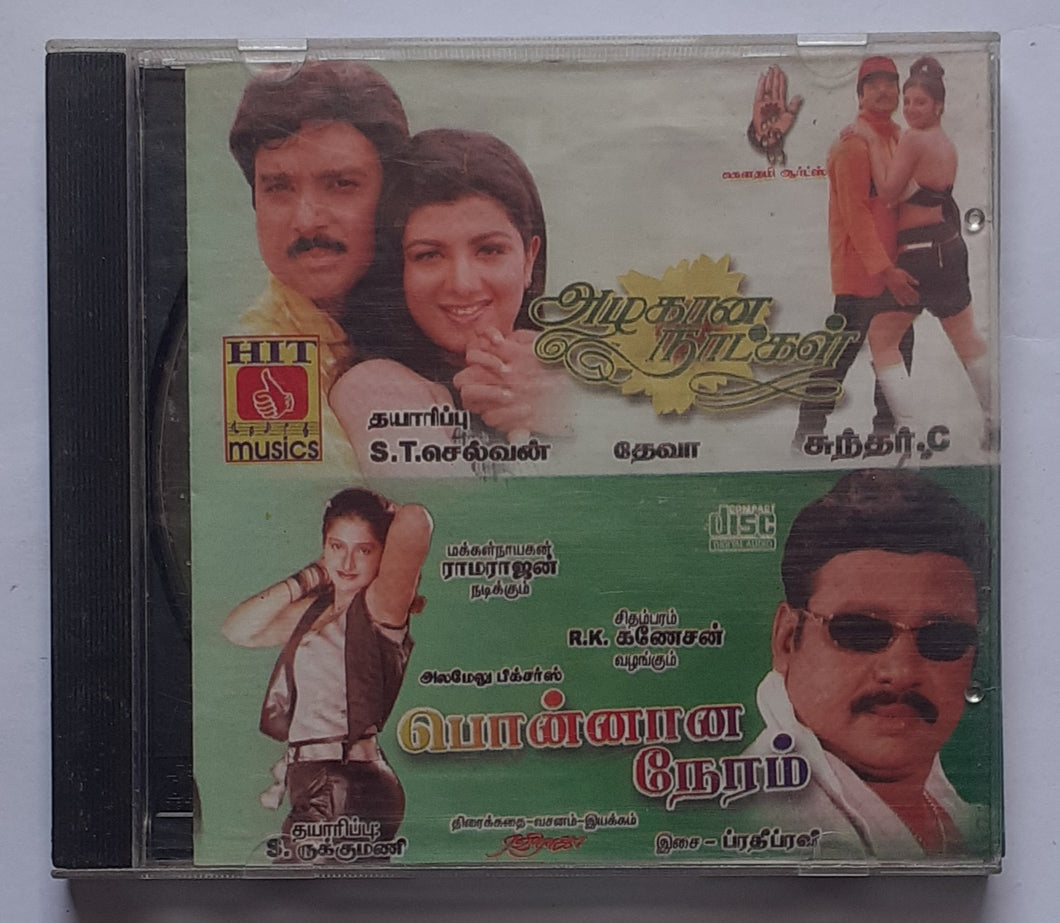 கௌதமி ஆர்ட்ஸ்
அழகான
நாட்கள்
HIT
musics
தயாரிப்பு
S.T.செல்வன்
தேவா
சுந்தர்.C
COMPACT
disc
DIGITAL AUDIO
மக்கள்நாயகன்
ராமராஜன்
நடிக்கும்
சிதம்பரம்
R.K. கணேசன்
வழங்கும்
அலமேலு பிக்சர்ஸ்
பொன்னான
நேரம்
தயாரிப்பு:
S. ருக்குமணி
திரைக்கதை-வசனம்-இயக்கம்
இசை - ப்ரதீப்ரவி